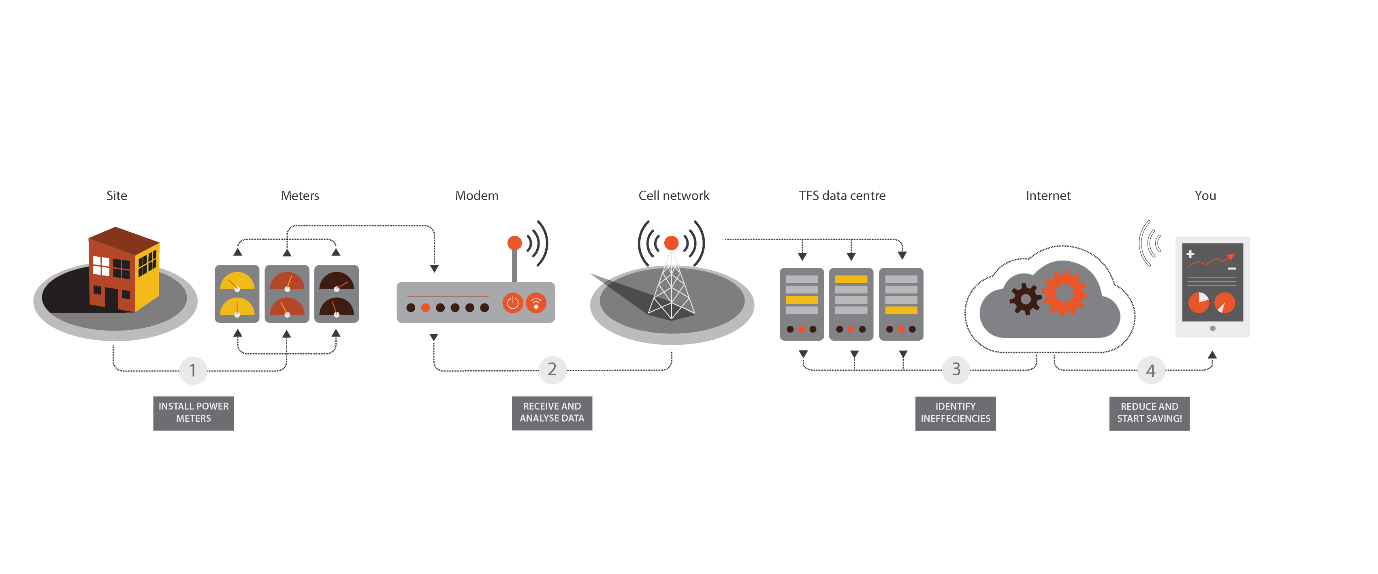 Site
Meters
Modem
Cell network
TFS data centre
Internet
You
1
2
3
4
INSTALL POWER
METERS
RECEIVE AND
ANALYSE DATA
IDENTIFY
INEFFECIENCIES
REDUCE AND
START SAVING!